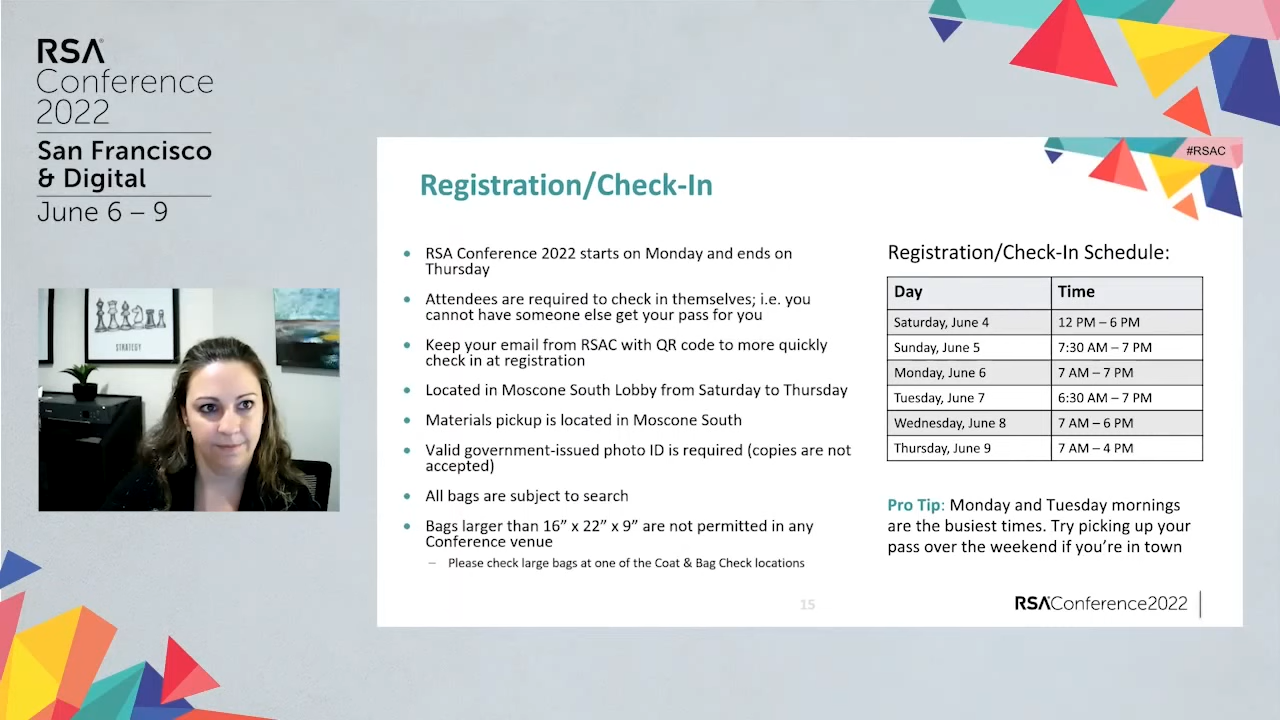 RSA
Conference
2022
San Francisco
& Digital
June 6 – 9
STRATEGY
#RSAC
Registration/Check-In
• RSA Conference 2022 starts on Monday and ends on
Thursday
• Attendees are required to check in themselves; i.e. you
cannot have someone else get your pass for you
• Keep your email from RSAC with QR code to more quickly
check in at registration
• Located in Moscone South Lobby from Saturday to Thursday
• Materials pickup is located in Moscone South
• Valid government-issued photo ID is required (copies are not
accepted)
• All bags are subject to search
• Bags larger than 16” x 22” x 9” are not permitted in any
Conference venue
– Please check large bags at one of the Coat & Bag Check locations
Registration/Check-In Schedule:
Day Time
Saturday, June 4 12 PM – 6 PM
Sunday, June 5 7:30 AM – 7 PM
Monday, June 6 7 AM – 7 PM
Tuesday, June 7 6:30 AM – 7 PM
Wednesday, June 8 7 AM – 6 PM
Thursday, June 9 7 AM – 4 PM
Pro Tip: Monday and Tuesday mornings
are the busiest times. Try picking up your
pass over the weekend if you’re in town
15
RSA Conference2022